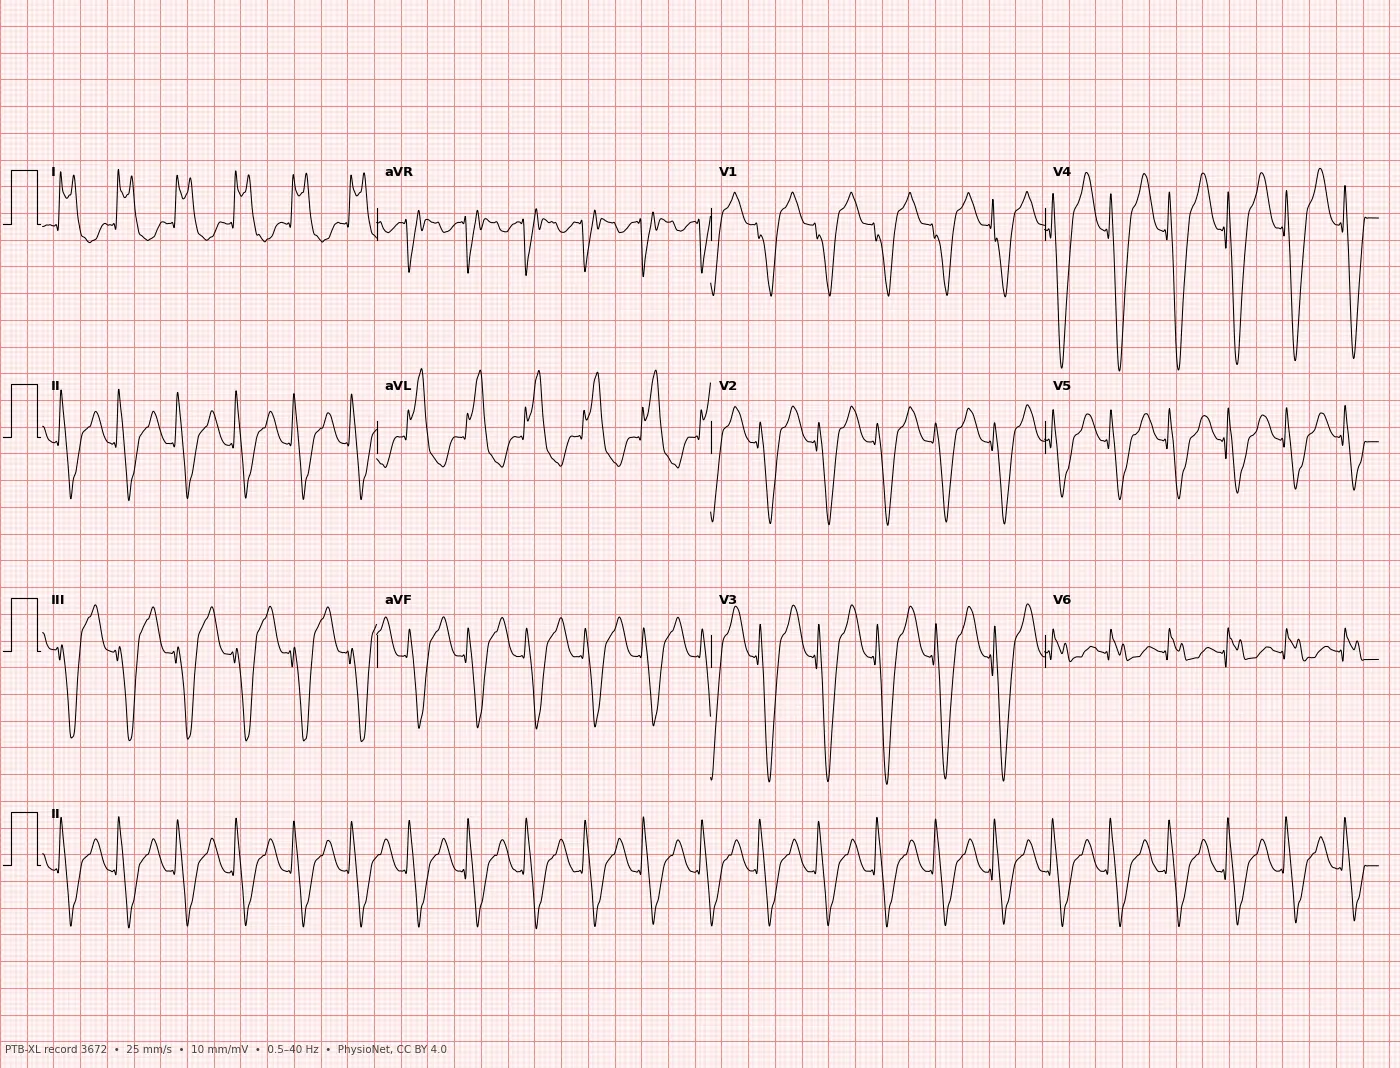 I aVR V1 V4
II aVL V2 V5
III aVF V3 V6
II
PTB-XL record 3672 • 25 mm/s • 10 mm/mV • 0.5–40 Hz • PhysioNet, CC BY 4.0